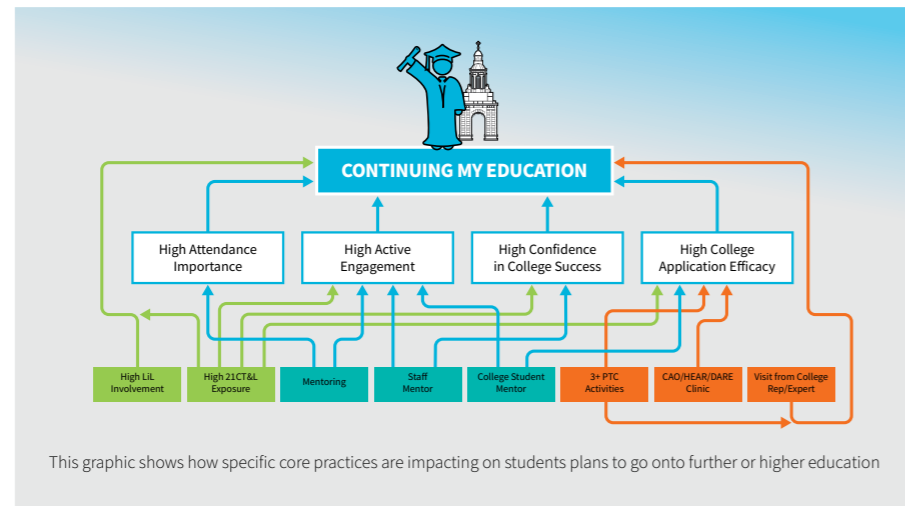 CONTINUING MY EDUCATION
High Attendance
Importance
High Active
Engagement
High Confidence
in College Success
High College
Application Efficacy
High LiL
Involvement
High 21CT&L
Exposure
Mentoring
Staff
Mentor
College Student
Mentor
3+ PTC
Activities
CAO/HEAR/DARE
Clinic
Visit from College
Rep/Expert
This graphic shows how specific core practices are impacting on students plans to go onto further or higher education